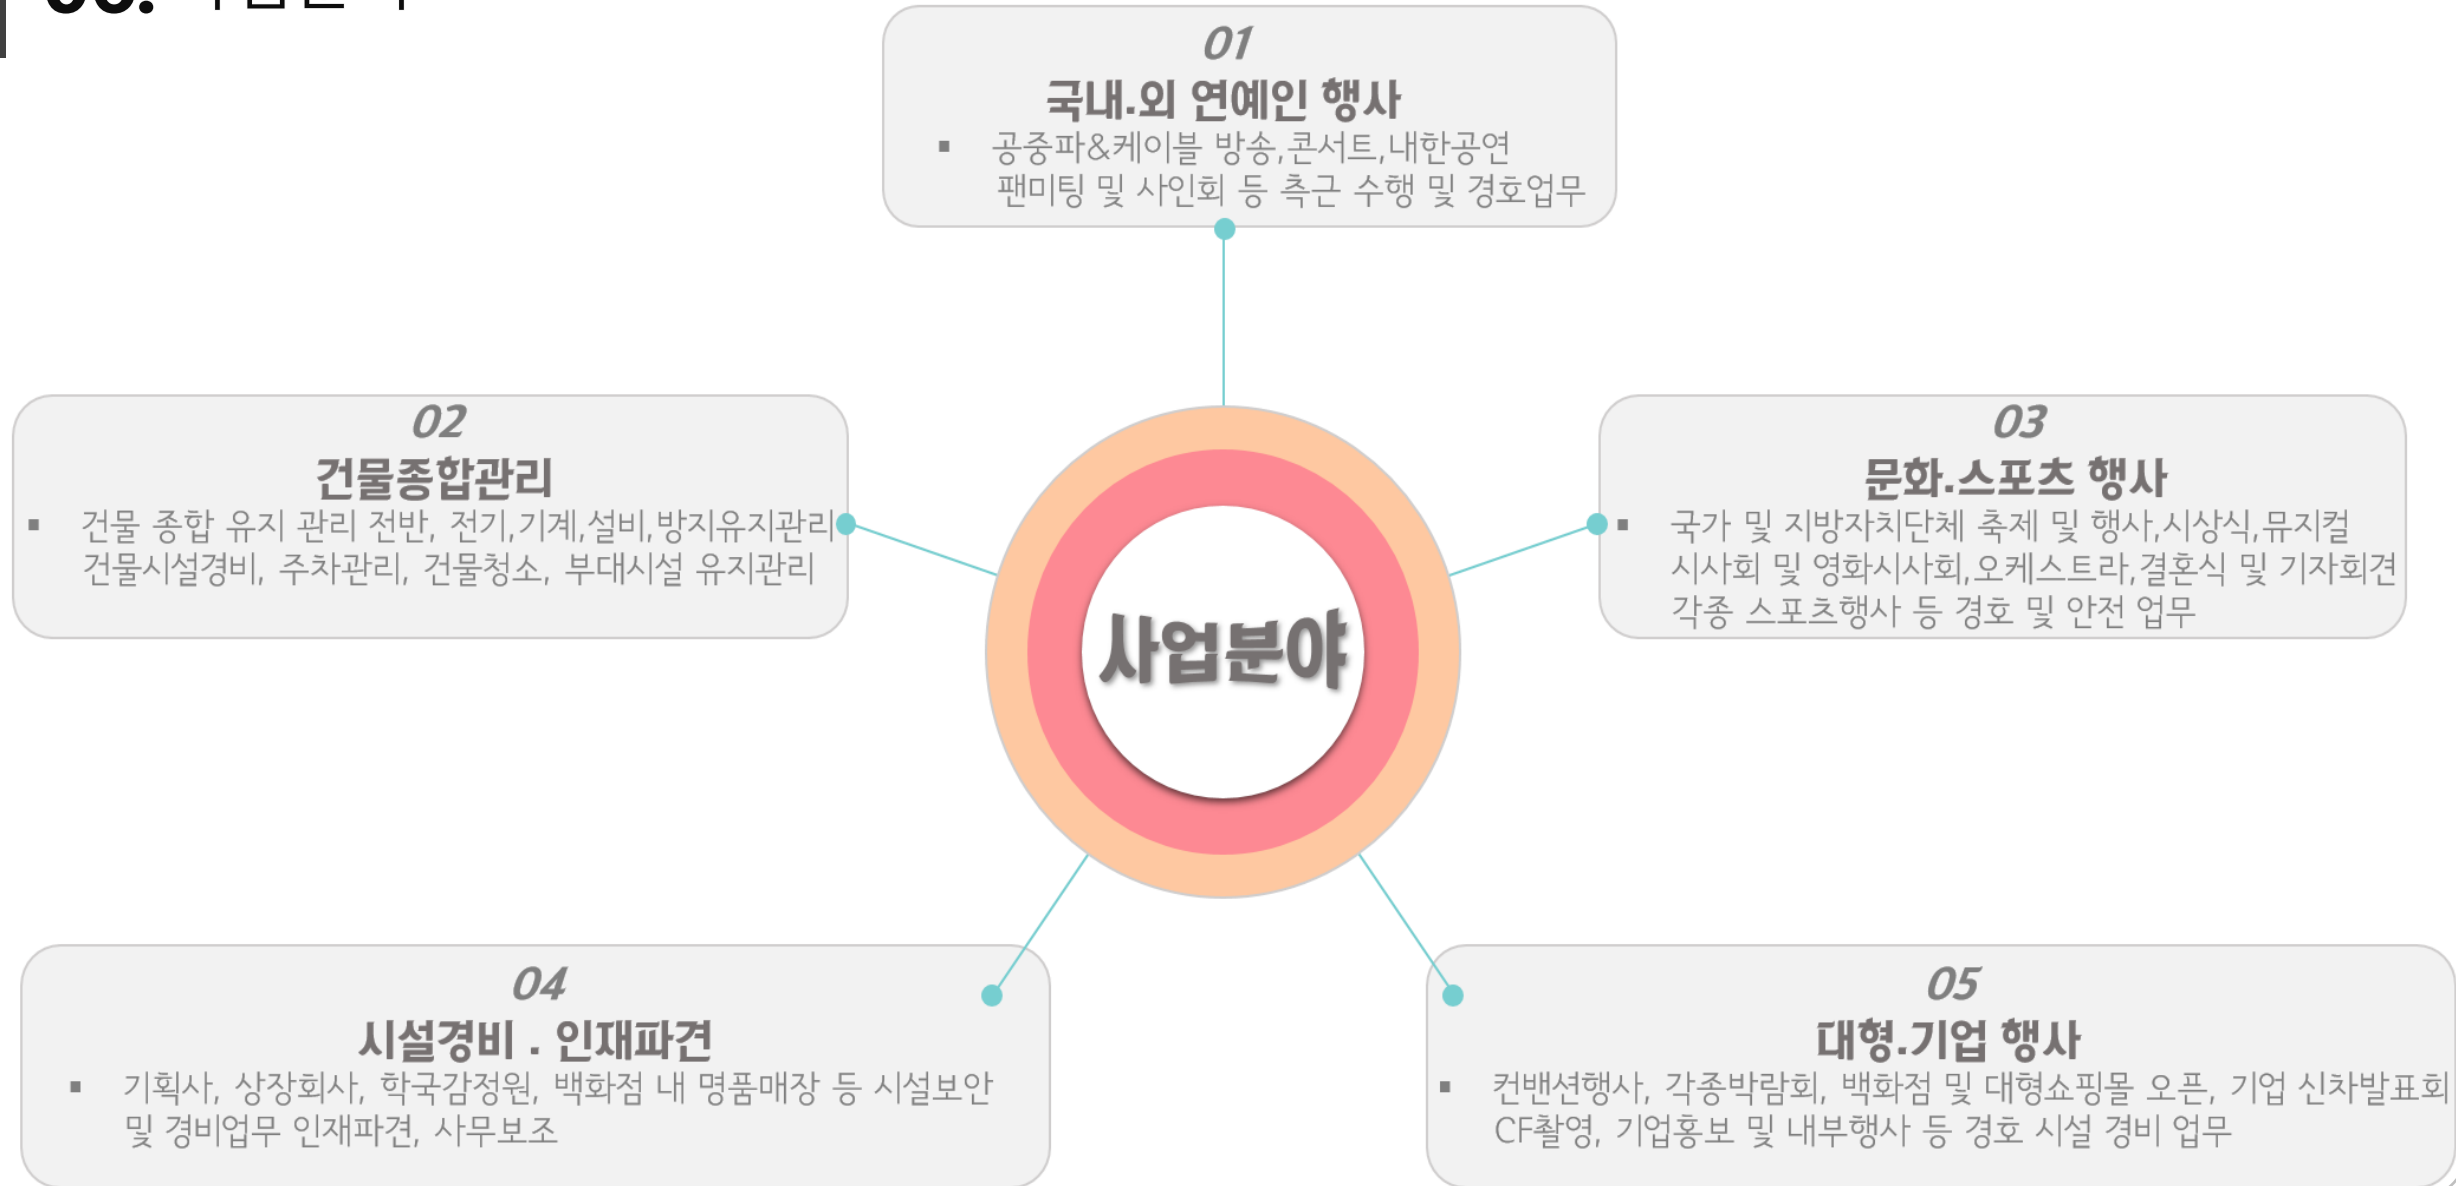 01
국내.외 연예인 행사
▪ 공중파&케이블 방송,콘서트,내한공연
팬미팅 및 사인회 등 측근 수행 및 경호업무
02
건물종합관리
▪ 건물 종합 유지 관리 전반, 전기,기계,설비,방지유지관리
건물시설경비, 주차관리, 건물청소, 부대시설 유지관리
03
문화.스포츠 행사
▪ 국가 및 지방자치단체 축제 및 행사,시상식,뮤지컬
시사회 및 영화시사회,오케스트라,결혼식 및 기자회견
각종 스포츠행사 등 경호 및 안전 업무
사업분야
04
시설경비 . 인재파견
▪ 기획사, 상장회사, 학국감정원, 백화점 내 명품매장 등 시설보안
및 경비업무 인재파견, 사무보조
05
대형.기업 행사
▪ 컨밴션행사, 각종박람회, 백화점 및 대형쇼핑몰 오픈, 기업 신차발표회
CF촬영, 기업홍보 및 내부행사 등 경호 시설 경비 업무